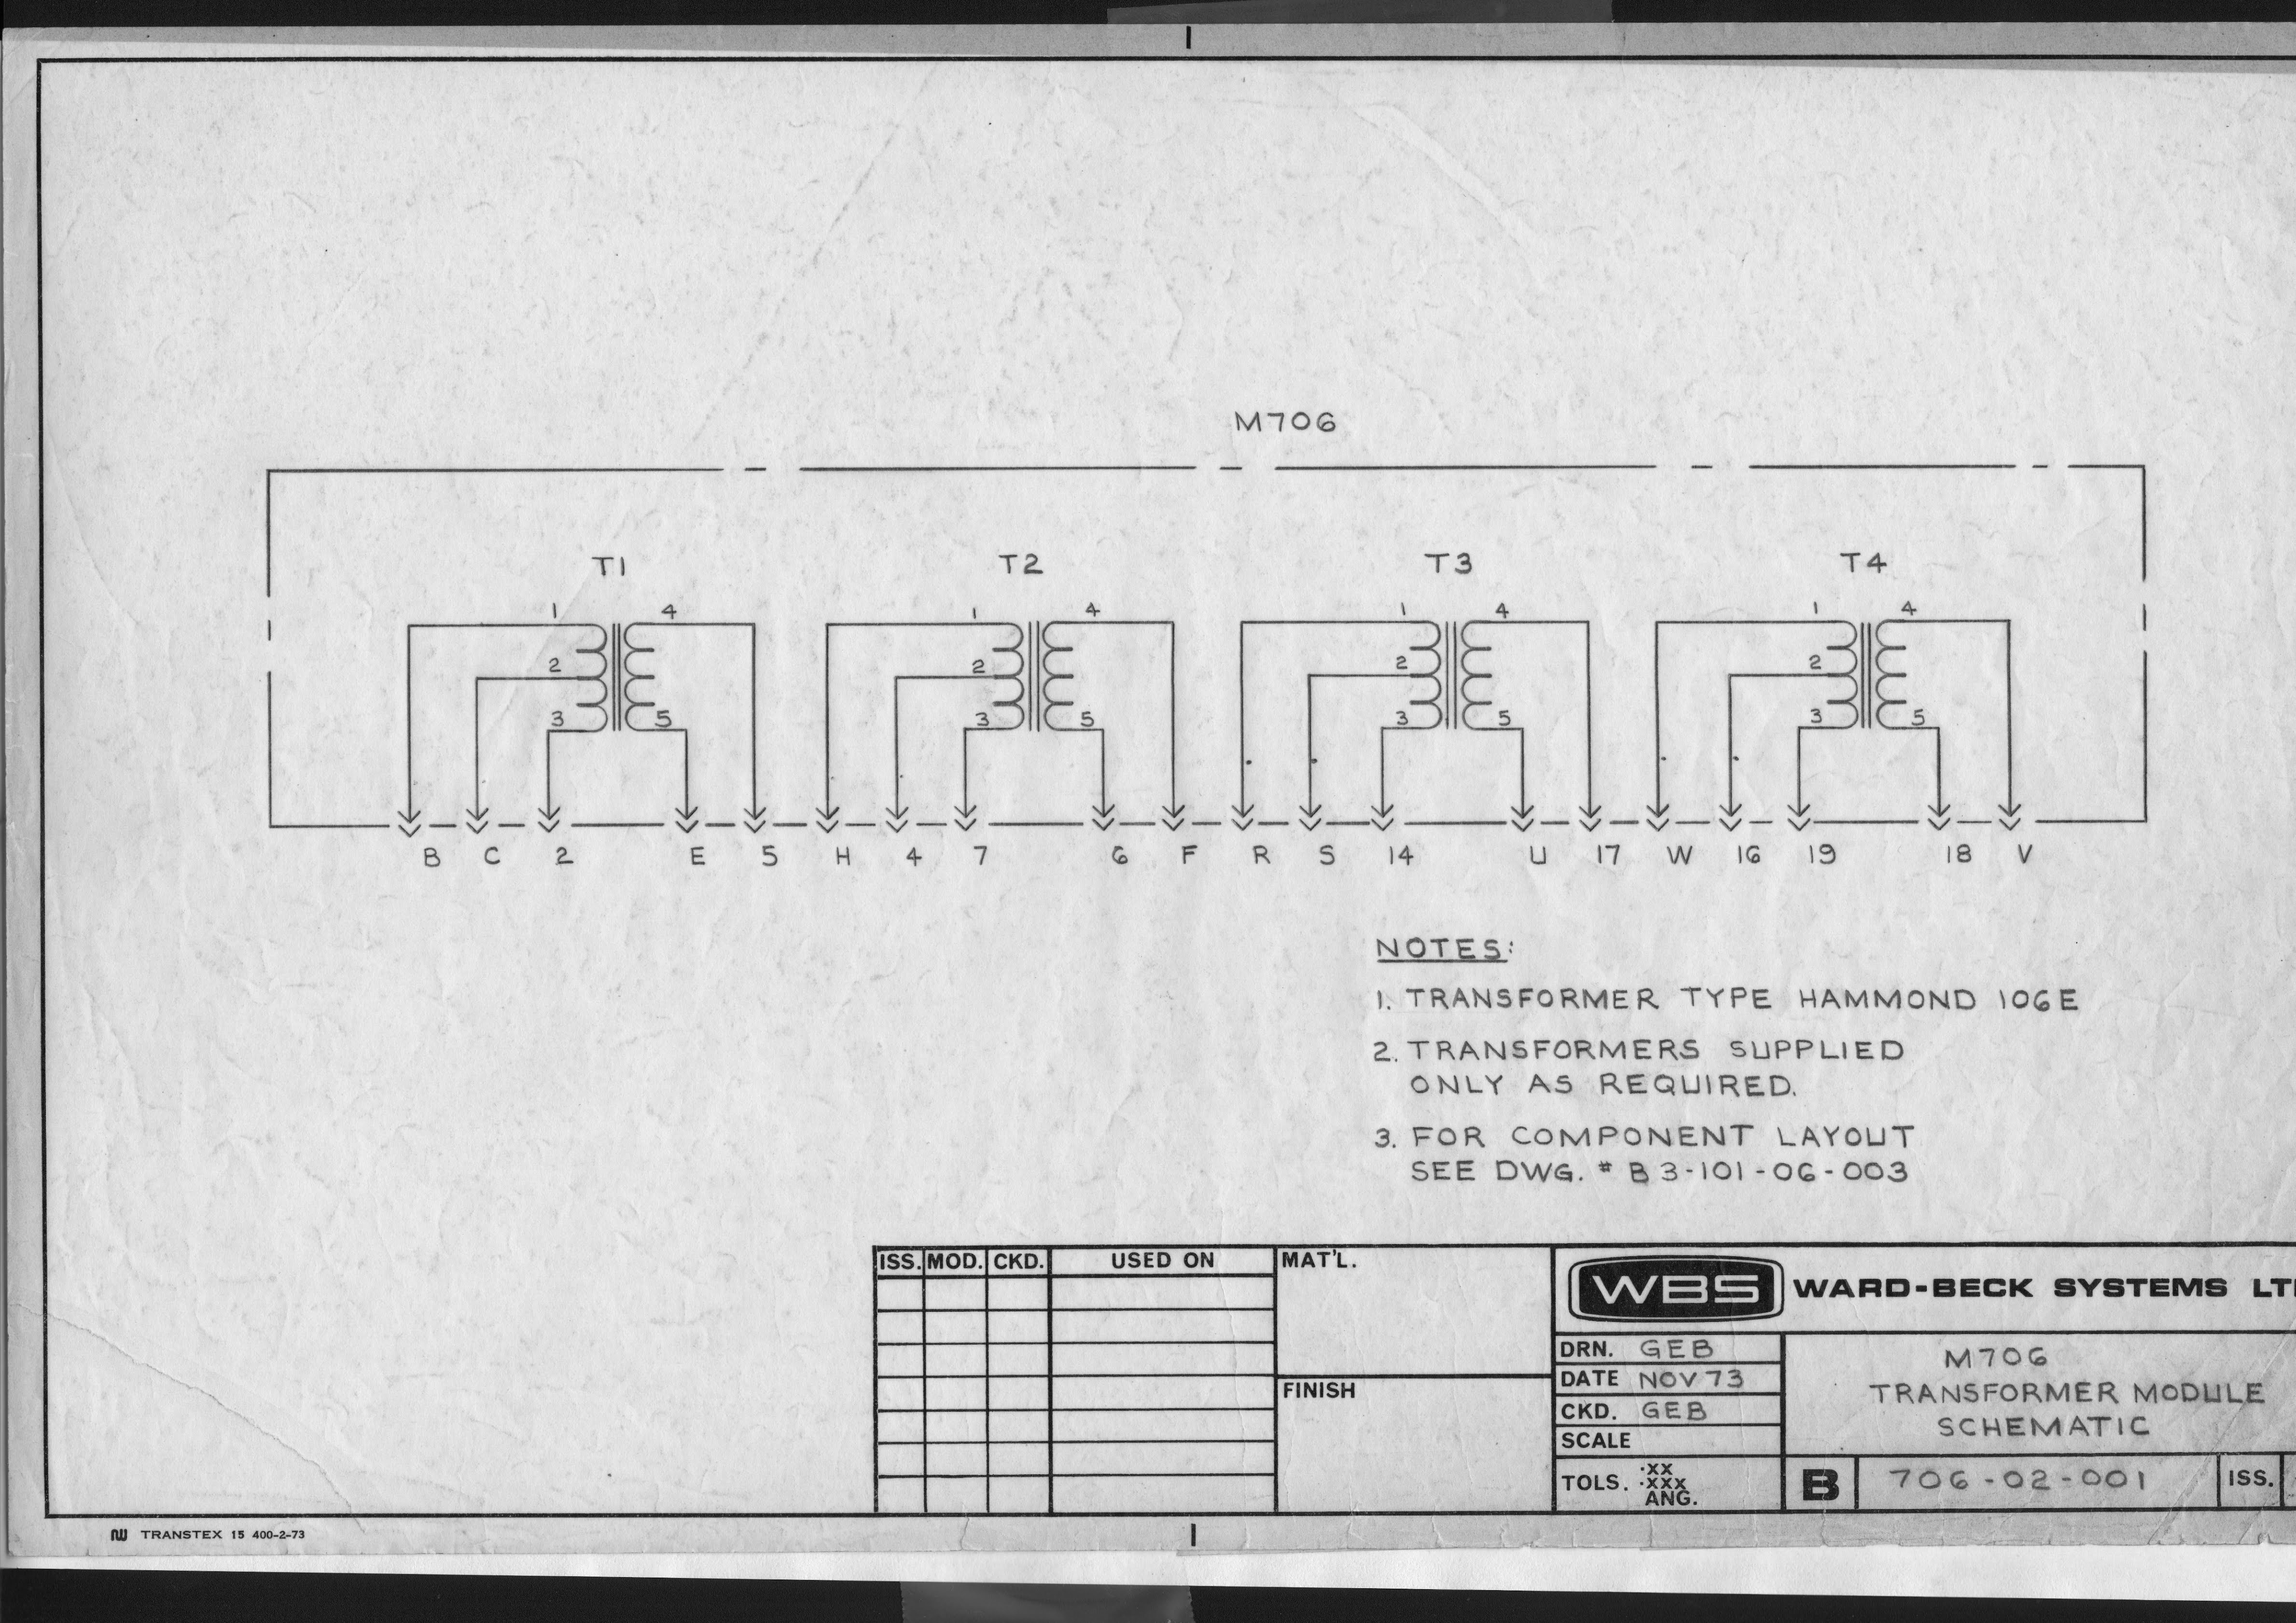 M706
T1 T2 T3 T4
1 4 1 4 1 4 1 4
2 2 2 2
3 5 3 5 3 5 3 5
B C 2 E 5 H 4 7 6 F R S 14 U 17 W 16 19 18 V
NOTES:
1. TRANSFORMER TYPE HAMMOND 106E
2. TRANSFORMERS SUPPLIED
ONLY AS REQUIRED.
3. FOR COMPONENT LAYOUT
SEE DWG. # B3-101-06-003
ISS. MOD. CKD. USED ON
MAT'L.
FINISH
WBS WARD-BECK SYSTEMS
DRN. GEB
DATE NOV 73
CKD. GEB
SCALE
TOLS. .XX
.XXX
ANG.
M706
TRANSFORMER MODULE
SCHEMATIC
B 706-02-001 ISS.
TRANSTEX 15 400-2-73